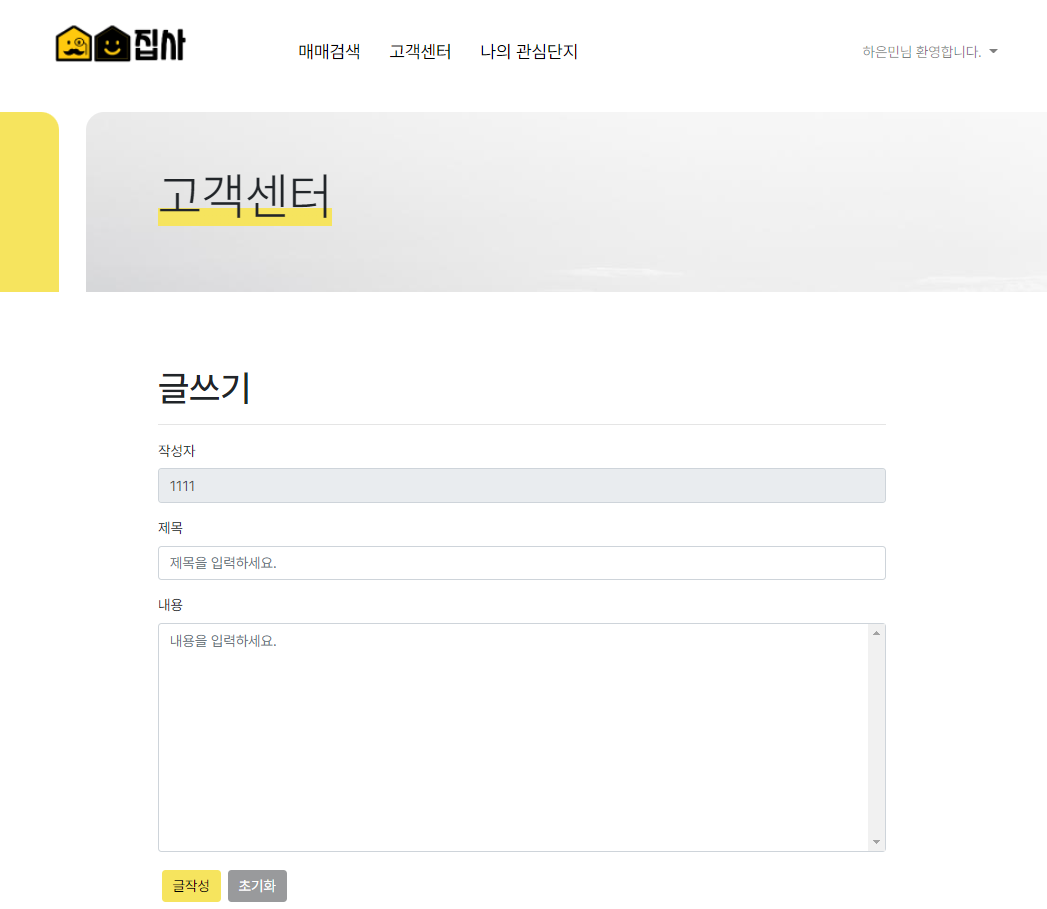 집사
매매검색 고객센터 나의 관심단지 하은민님 환영합니다.
고객센터
글쓰기
작성자
1111
제목
제목을 입력하세요.
내용
내용을 입력하세요.
글작성 초기화